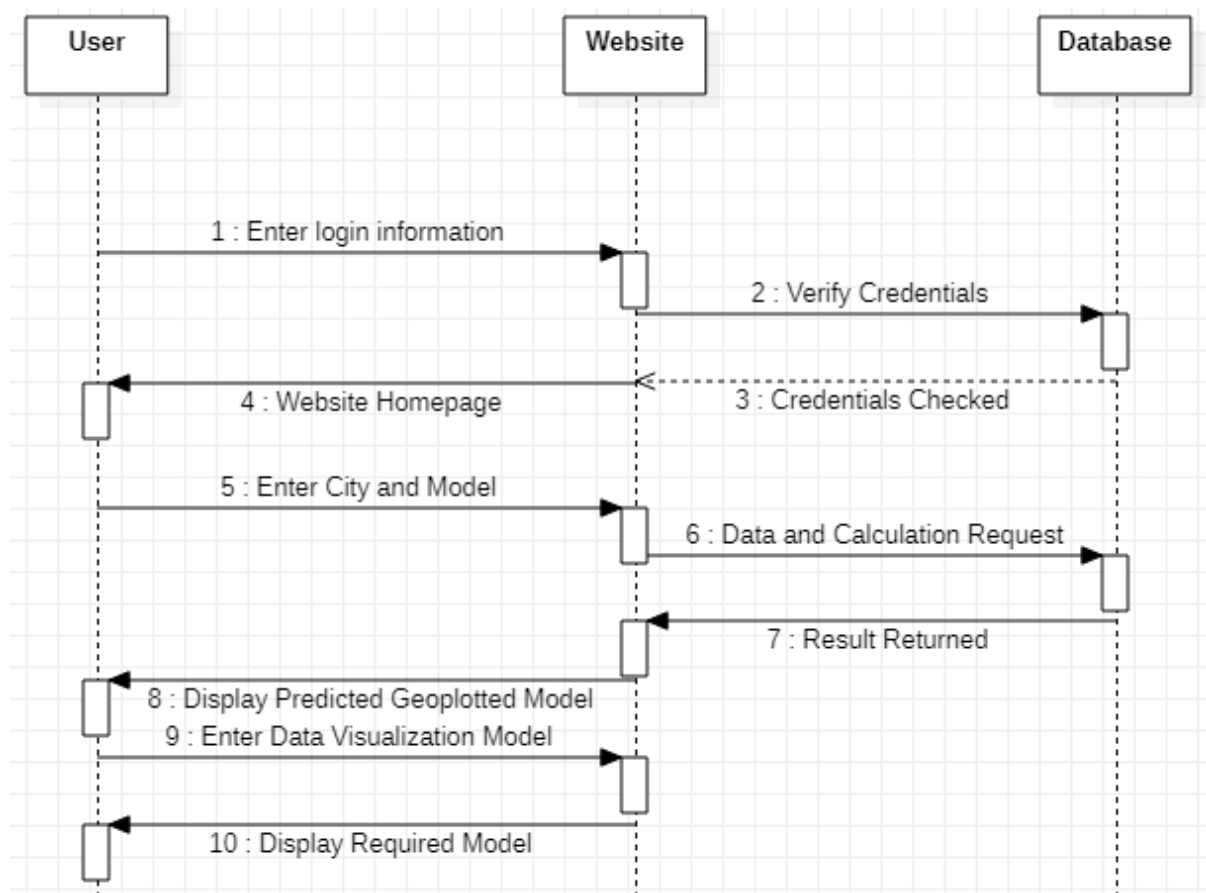 User
Website
Database
1 : Enter login information
2 : Verify Credentials
3 : Credentials Checked
4 : Website Homepage
5 : Enter City and Model
6 : Data and Calculation Request
7 : Result Returned
8 : Display Predicted Geoplotted Model
9 : Enter Data Visualization Model
10 : Display Required Model